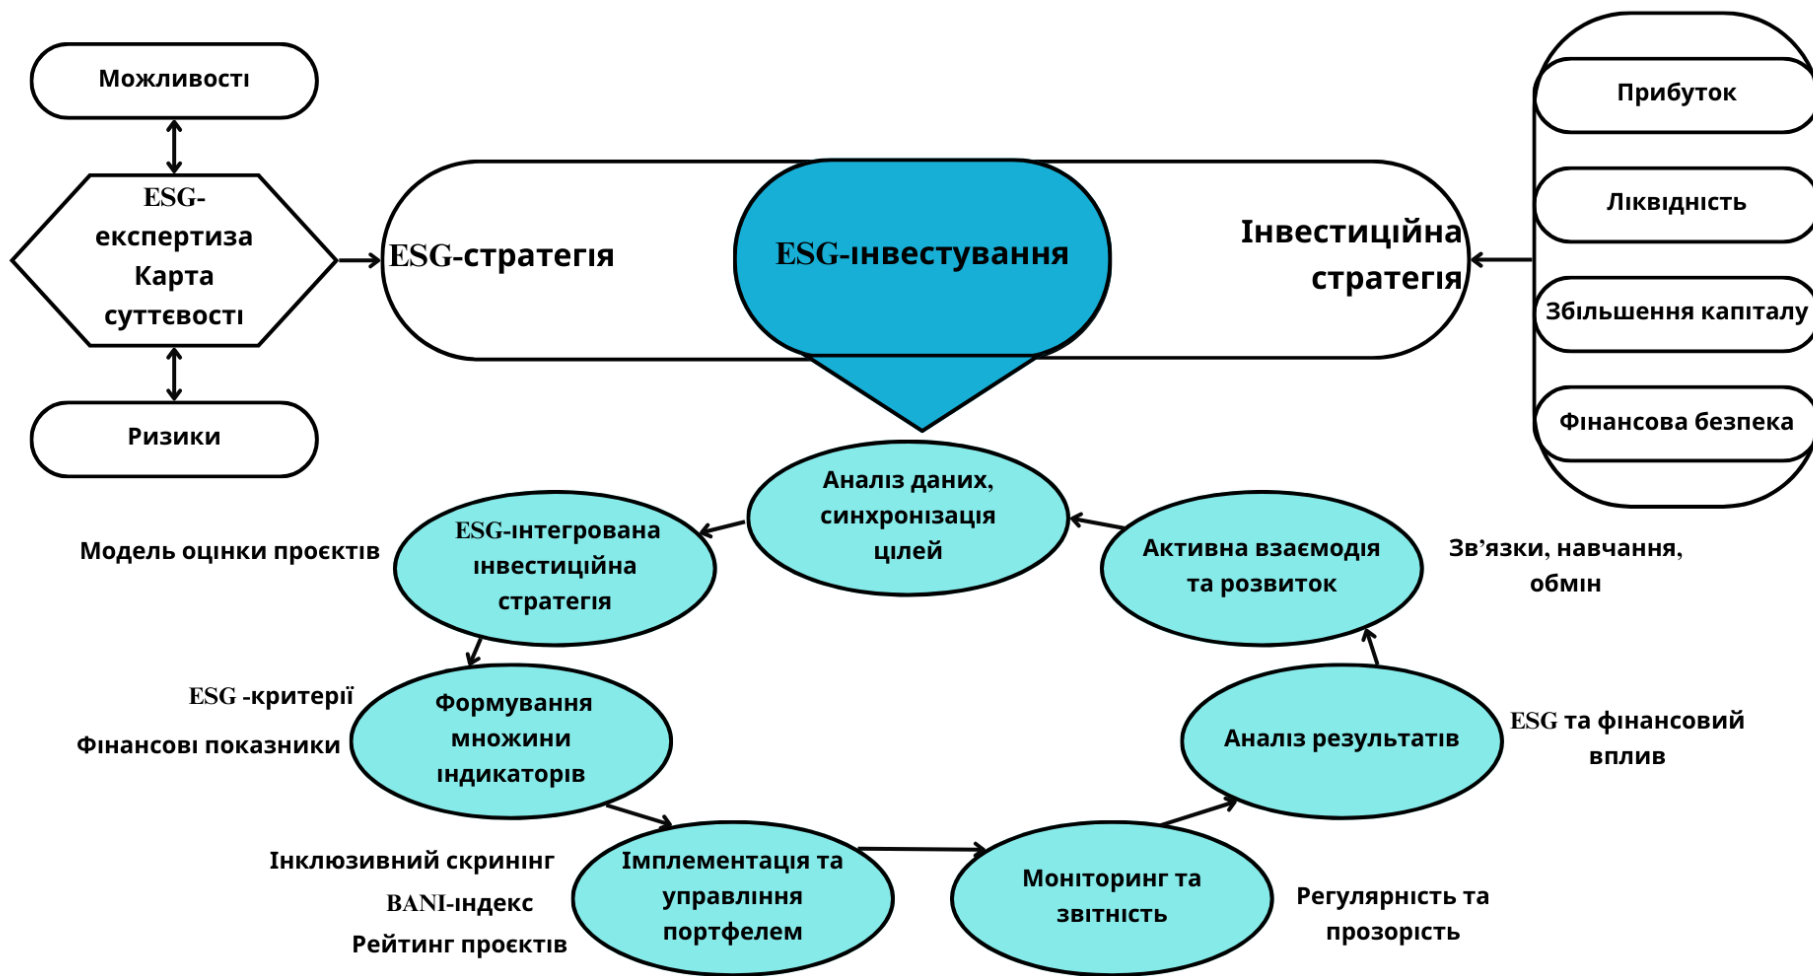 Можливості
ESG-
експертиза
Карта
суттєвості
Ризики
ESG-стратегія
ESG-інвестування
Інвестиційна
стратегія
Прибуток
Ліквідність
Збільшення капіталу
Фінансова безпека
Аналіз даних,
синхронізація
цілей
ESG-інтегрована
інвестиційна
стратегія
Модель оцінки проєктів
Формування
множини
індикаторів
ESG -критерії
Фінансові показники
Імплементація та
управління
портфелем
Інклюзивний скринінг
BANI-індекс
Рейтинг проєктів
Моніторинг та
звітність
Регулярність та
прозорість
Аналіз результатів
ESG та фінансовий
вплив
Активна взаємодія
та розвиток
Зв’язки, навчання,
обмін